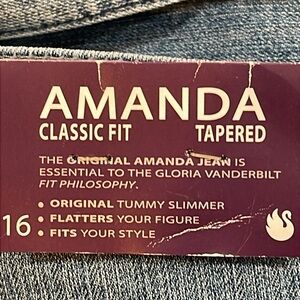 AMANDA
CLASSIC FIT TAPERED
THE ORIGINAL AMANDA JEAN IS
ESSENTIAL TO THE GLORIA VANDERBILT
FIT PHILOSOPHY.
• ORIGINAL TUMMY SLIMMER
• FLATTERS YOUR FIGURE
16 • FITS YOUR STYLE